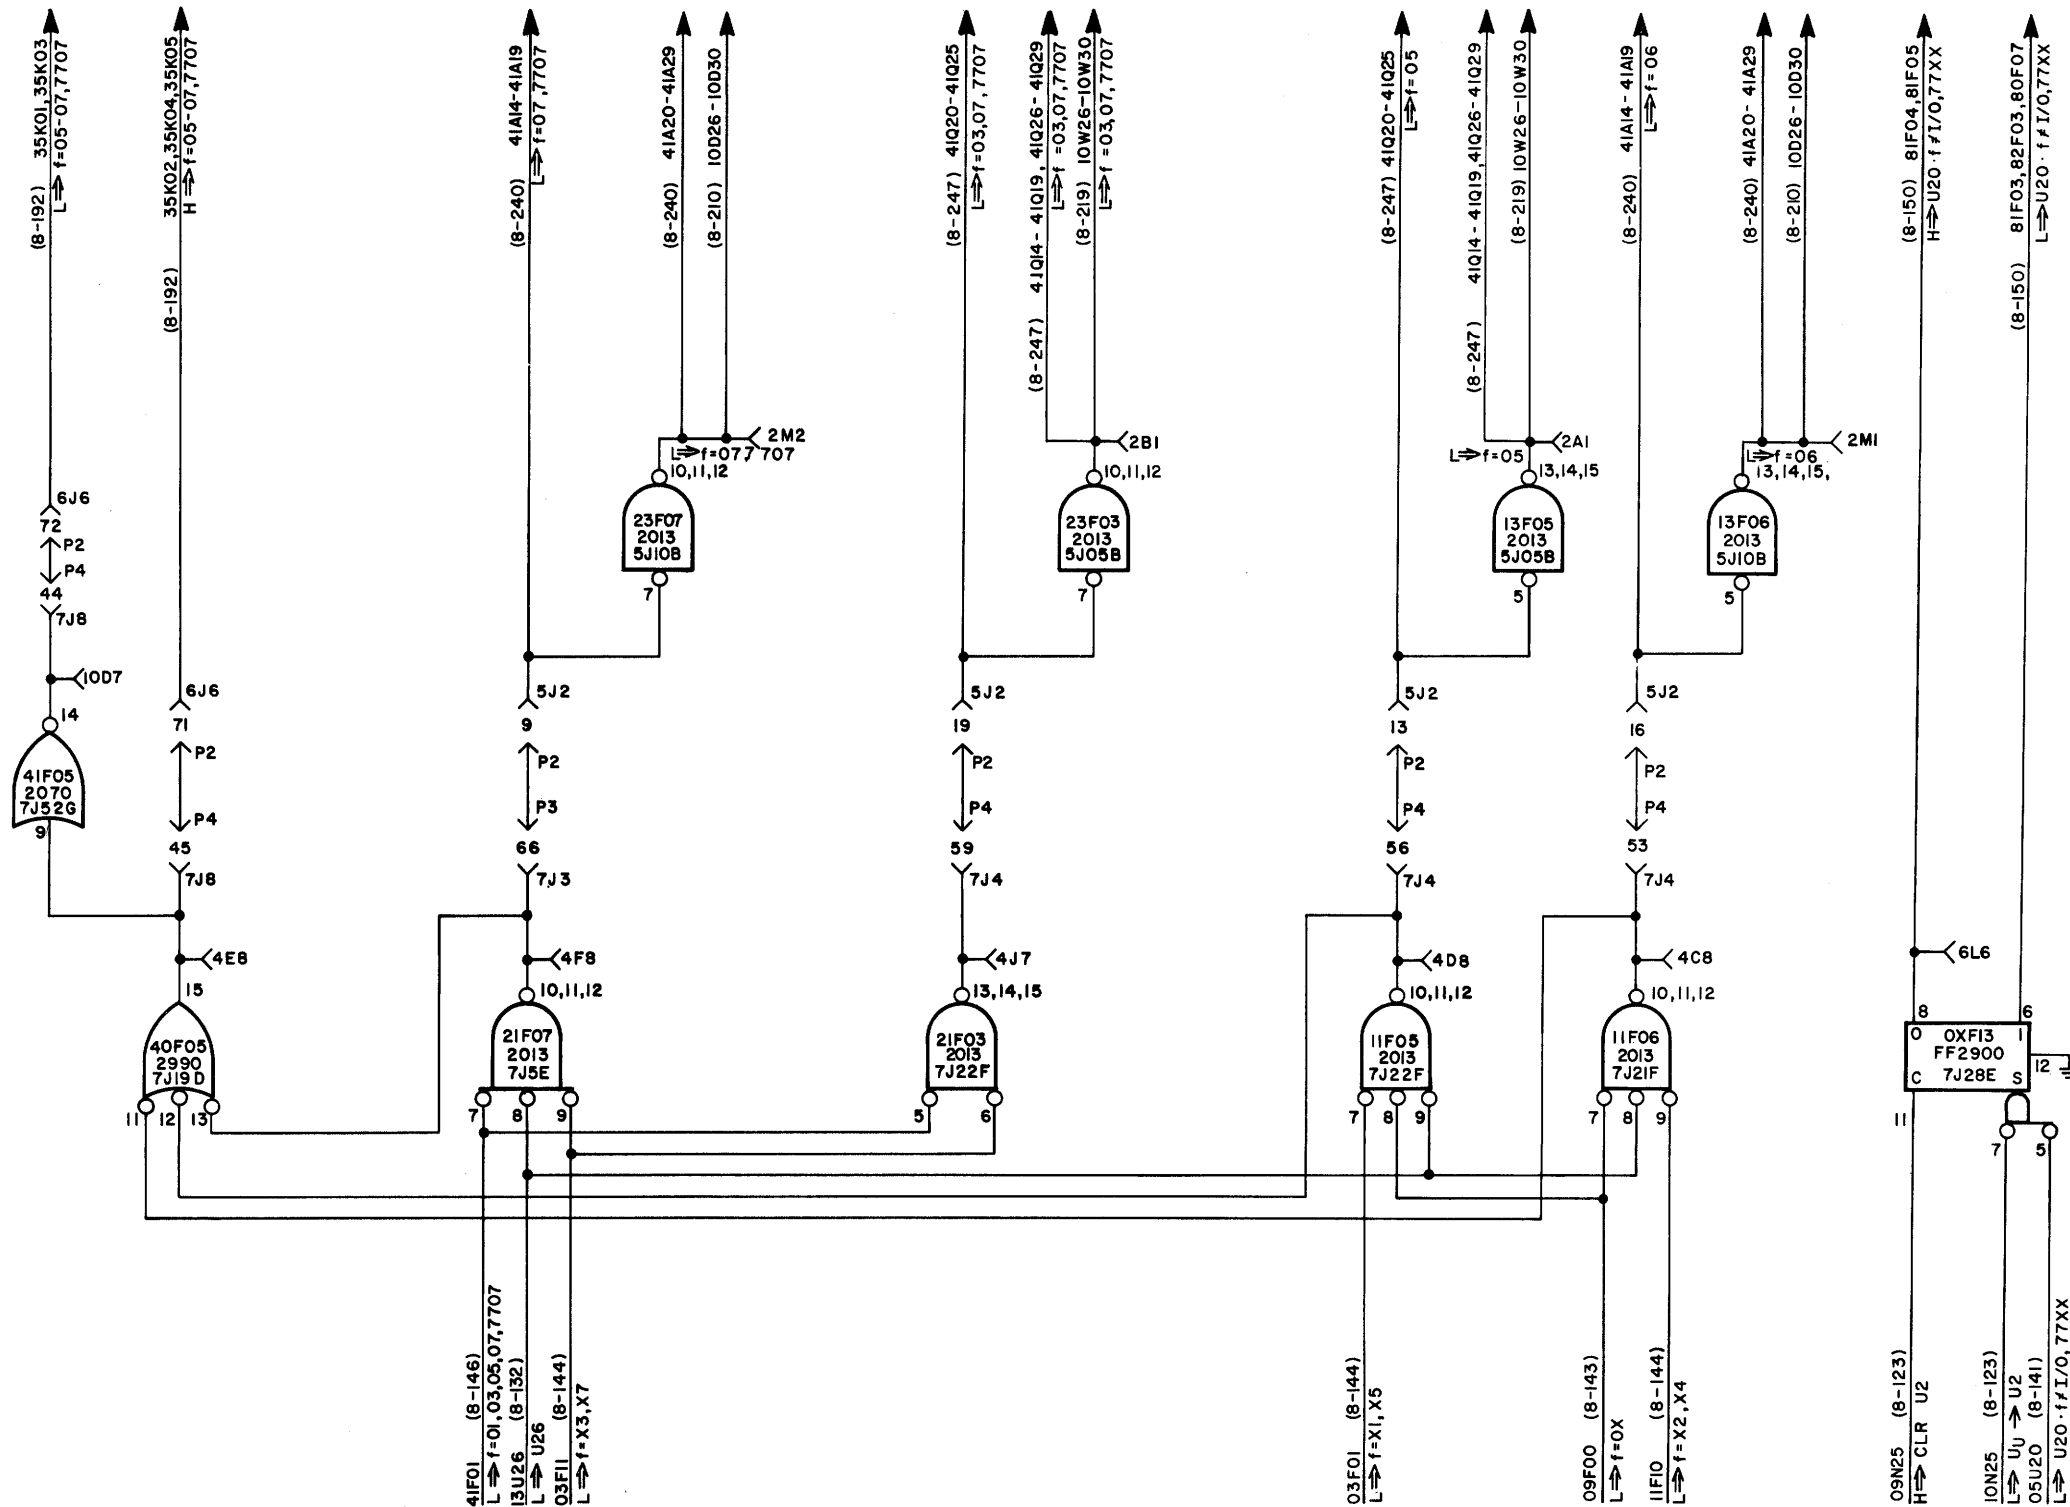 (8-192) 35K01,35K03
L⇒f=05-07,7707
(8-192) 35K02,35K04,35K05
H⇒f=05-07,7707
(8-240) 41A14-41A19
L⇒f=07,7707
(8-240) 41A20-41A29
(8-210) 10D26-10D30
(8-247) 41Q20-41Q25
L⇒f=03,07,7707
(8-247) 41Q14-41Q19,41Q26-41Q29
L⇒f=03,07,7707
(8-219) 10W26-10W30
L⇒f=03,07,7707
(8-247) 41Q20-41Q25
L⇒f=05
(8-247) 41Q14-41Q19,41Q26-41Q29
(8-219) 10W26-10W30
(8-240) 41A14-41A19
L⇒f=06
(8-240) 41A20-41A29
(8-210) 10D26-10D30
(8-150) 81F04,81F05
H⇒U20·f≠I/O,77XX
(8-150) 81F03,82F03,80F07
L⇒U20·f≠I/O,77XX
2M2
L⇒f=07,7707
10,11,12
23F07
2013
5J10B
7
2B1
10,11,12
23F03
2013
5J05B
7
2A1
L⇒f=05
13,14,15
13F05
2013
5J05B
5
2M1
L⇒f=06
13,14,15,
13F06
2013
5J10B
5
6J6
72
P2
P4
44
7J8
10D7
14
41F05
2070
7J52G
9
6J6
71
P2
P4
45
7J8
4E8
15
40F05
2990
7J19D
11
12
13
5J2
9
P2
P3
66
7J3
4F8
10,11,12
21F07
2013
7J5E
7
8
9
5J2
19
P2
P4
59
7J4
4J7
13,14,15
21F03
2013
7J22F
5
6
5J2
13
P2
P4
56
7J4
4D8
10,11,12
11F05
2013
7J22F
7
8
9
5J2
16
P2
P4
53
7J4
4C8
10,11,12
11F06
2013
7J21F
7
8
9
6L6
8
6
0 0XF13 1
FF2900
C 7J28E S
12
11
7
5
41F01 (8-146)
L⇒f=01,03,05,07,7707
13U26 (8-132)
L⇒U26
03F11 (8-144)
L⇒f=X3,X7
03F01 (8-144)
L⇒f=X1,X5
09F00 (8-143)
L⇒f=0X
11F10 (8-144)
L⇒f=X2,X4
09N25 (8-123)
H⇒CLR U2
10N25 (8-123)
L⇒UU→U2
05U20 (8-141)
L⇒U20·f≠I/O,77XX